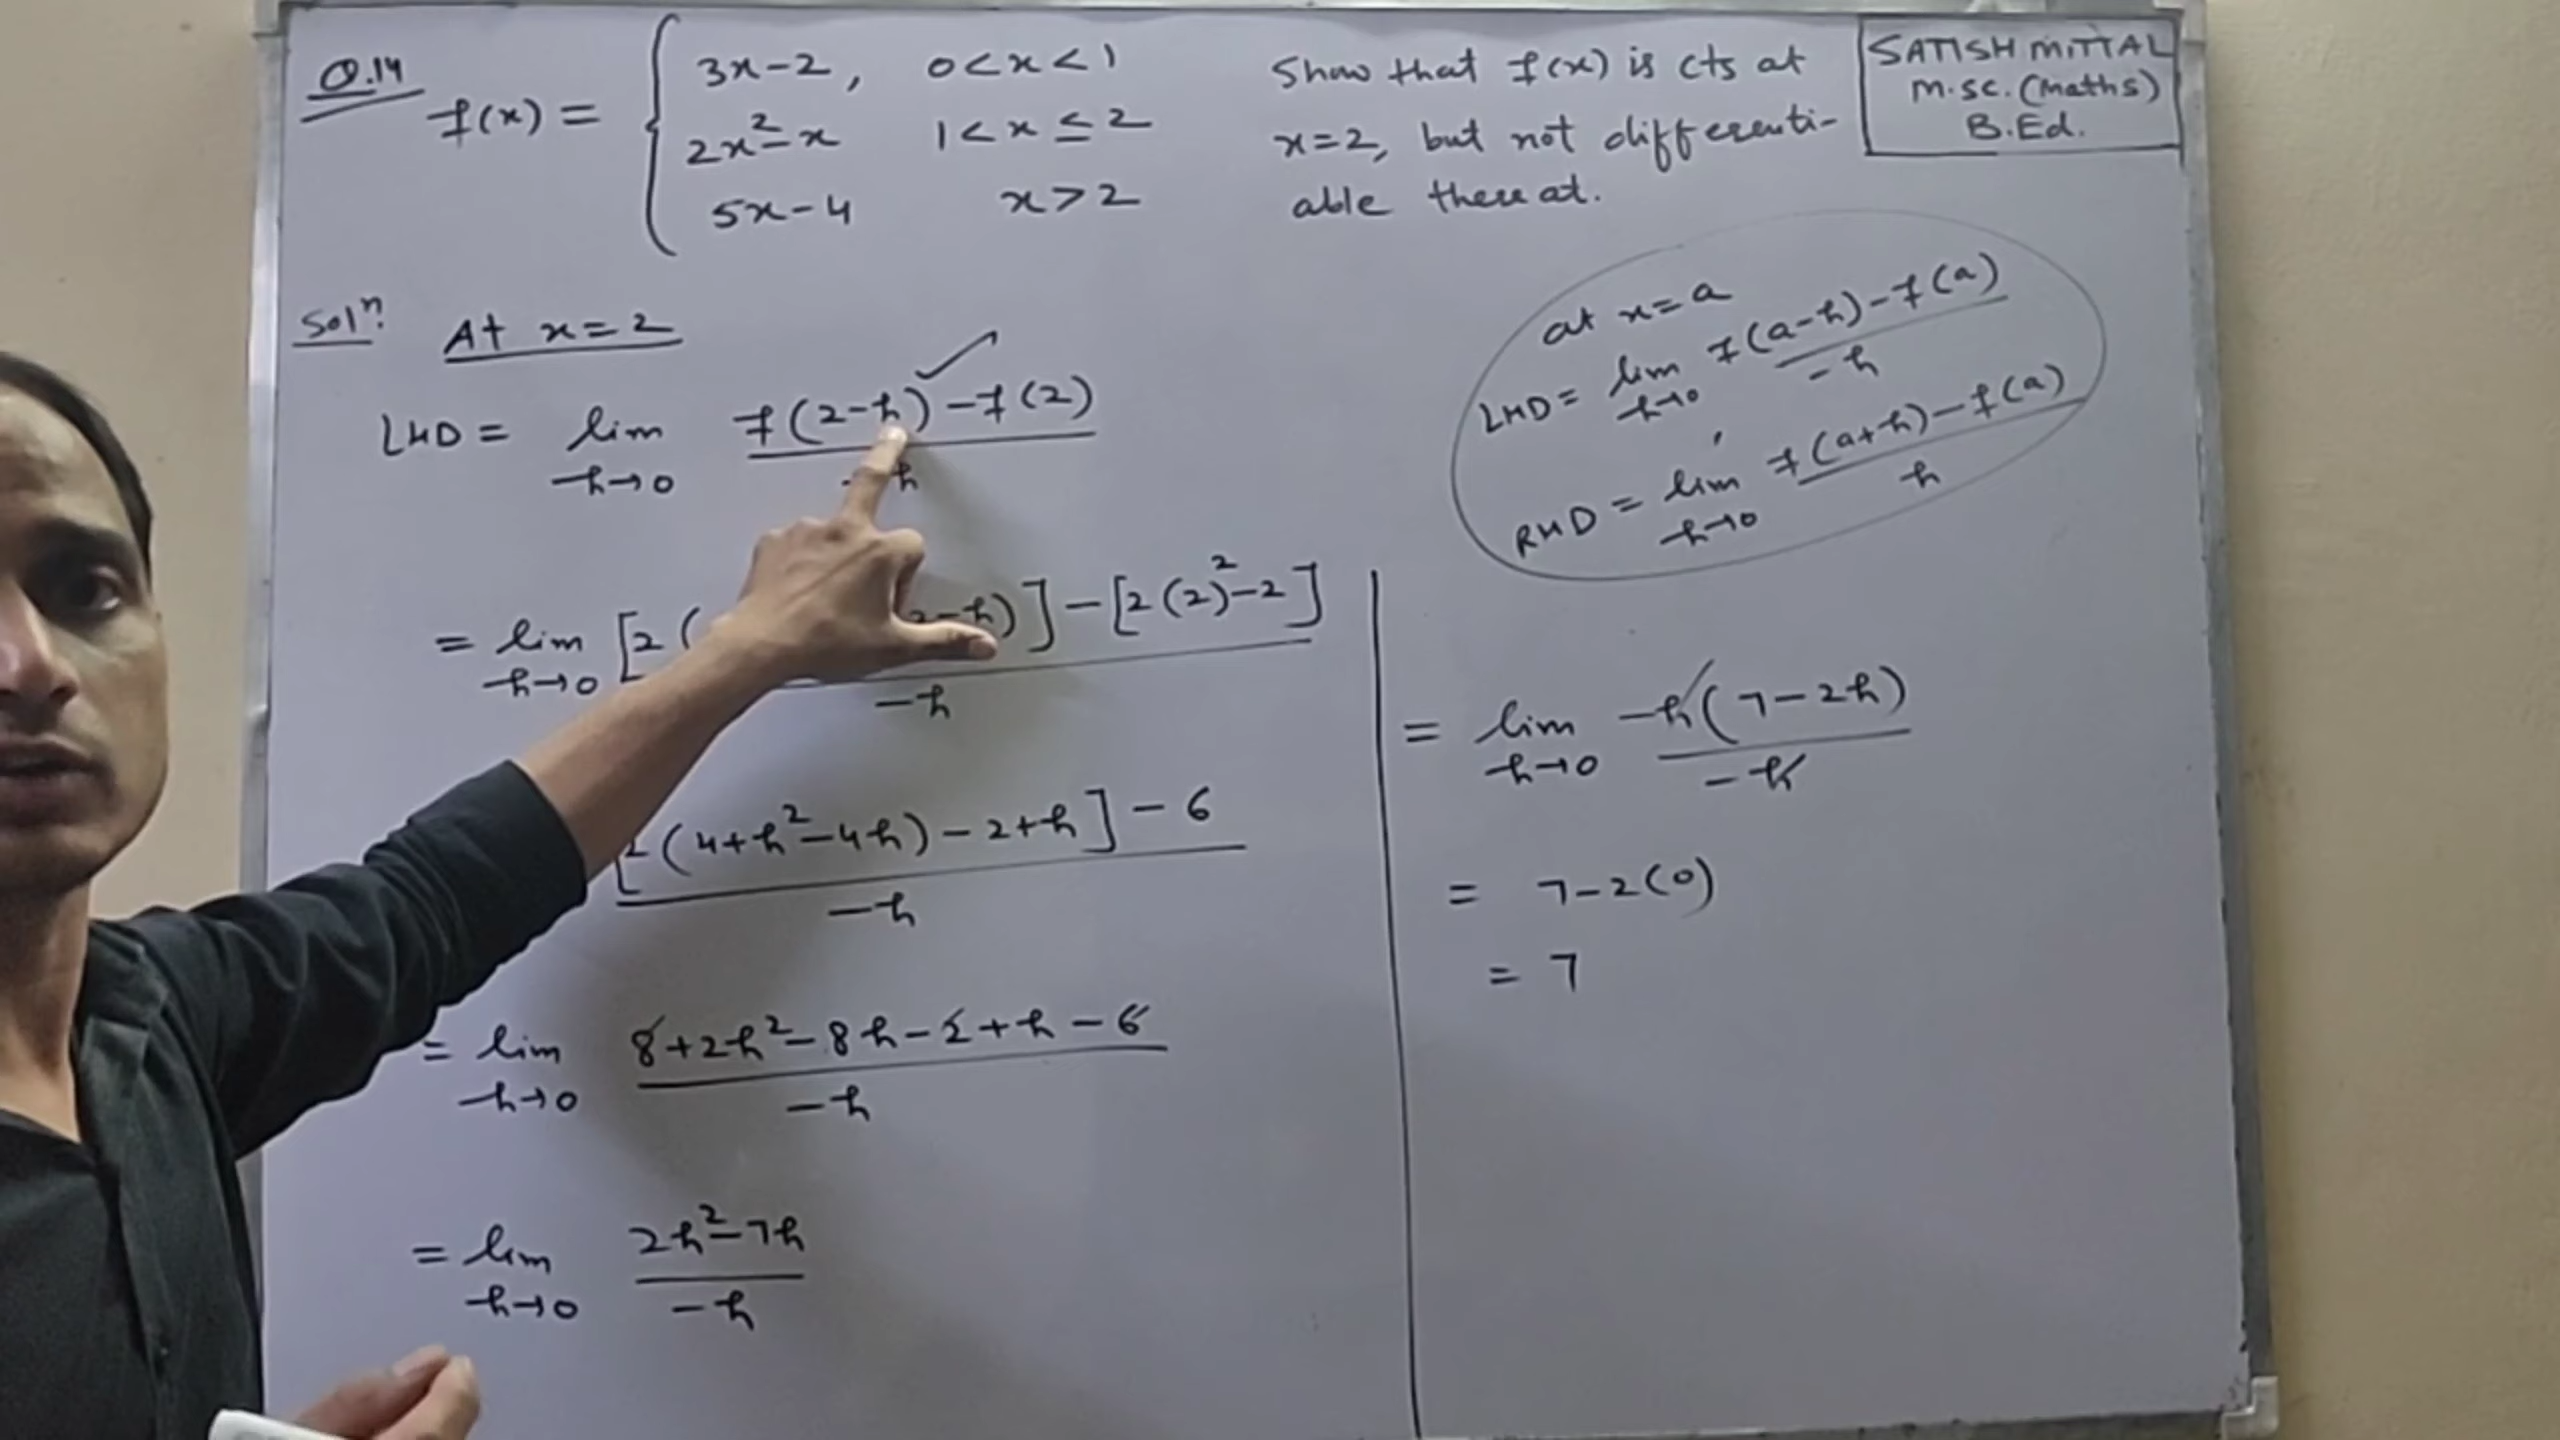 Q.14
f(x) = { 3x-2, 0<x<1
2x²-x 1<x≤2
5x-4 x>2
Show that f(x) is cts at
x=2, but not differenti-
able there at.
SATISH MITTAL
M.sc. (Maths)
B.Ed.
Solⁿ. At x=2
LHD = lim h→0 f(2-h)-f(2) / -h
= lim h→0 [2( 2-h)]-[2(2)²-2] / -h
[2(4+h²-4h)-2+h]-6 / -h
= lim h→0 8+2h²-8h-2+h-6 / -h
= lim h→0 2h²-7h / -h
at x=a
LHD = lim h→0 f(a-h)-f(a) / -h
RHD = lim h→0 f(a+h)-f(a) / h
= lim h→0 -h(7-2h) / -h
= 7-2(0)
= 7